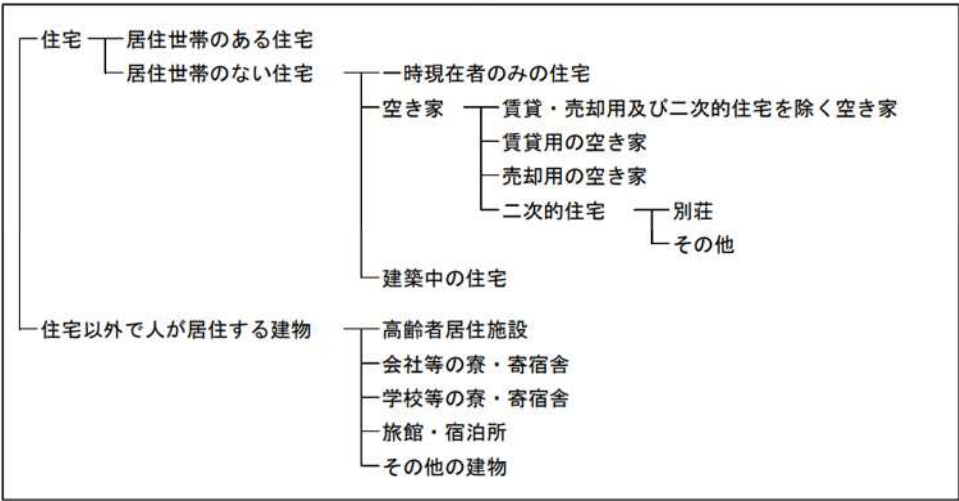 住宅 居住世帯のある住宅
居住世帯のない住宅 一時現在者のみの住宅
空き家 賃貸・売却用及び二次的住宅を除く空き家
賃貸用の空き家
売却用の空き家
二次的住宅 別荘
その他
建築中の住宅
住宅以外で人が居住する建物 高齢者居住施設
会社等の寮・寄宿舎
学校等の寮・寄宿舎
旅館・宿泊所
その他の建物